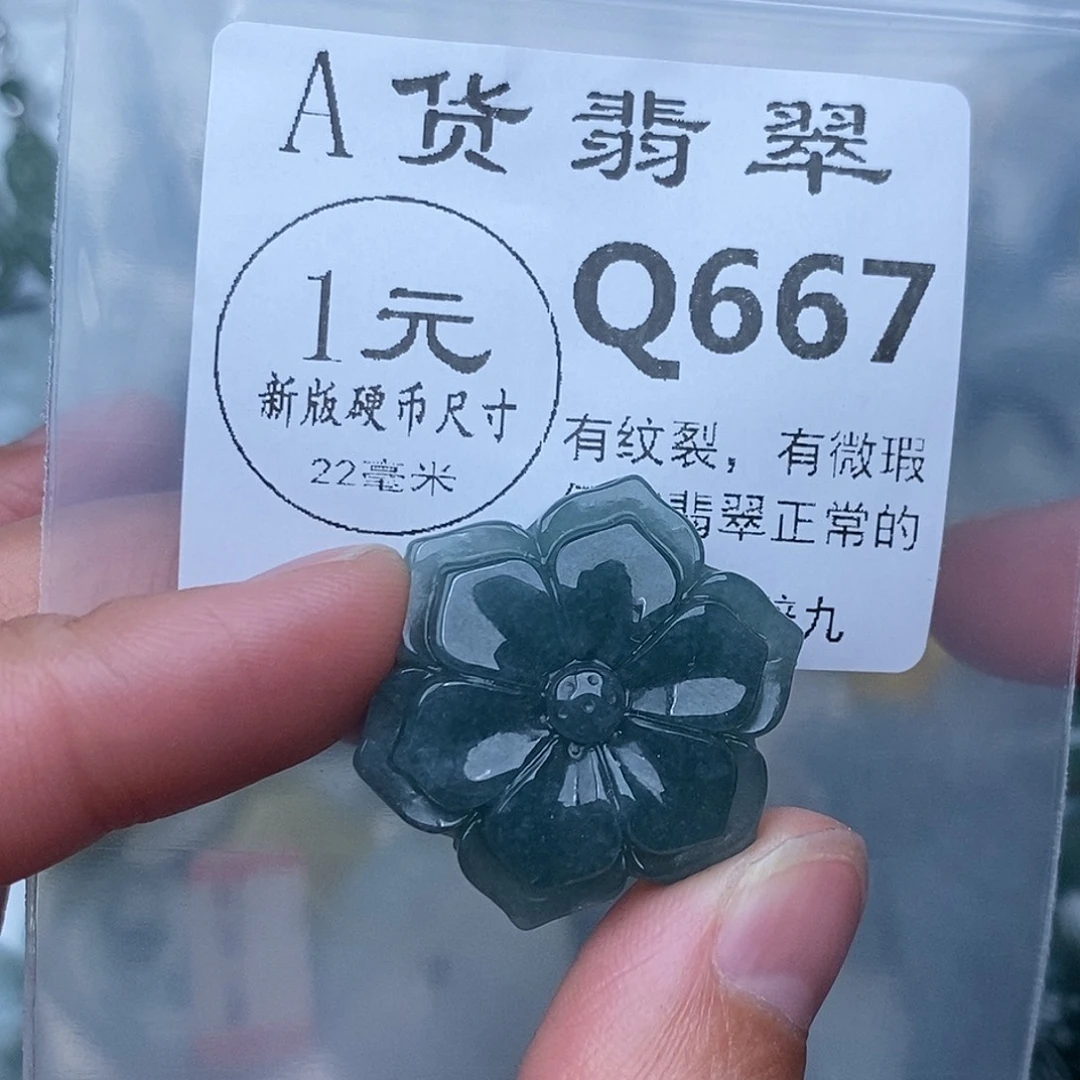 A货翡翠
1元
新版硬币尺寸
22毫米
Q667
有纹裂，有微瑕
翡翠正常的
九